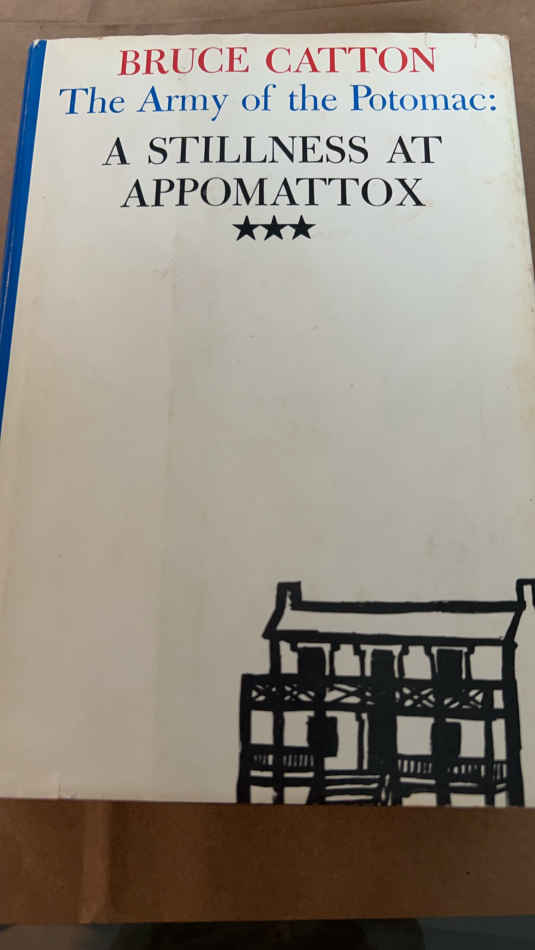 BRUCE CATTON
The Army of the Potomac:
A STILLNESS AT
APPOMATTOX
★★★